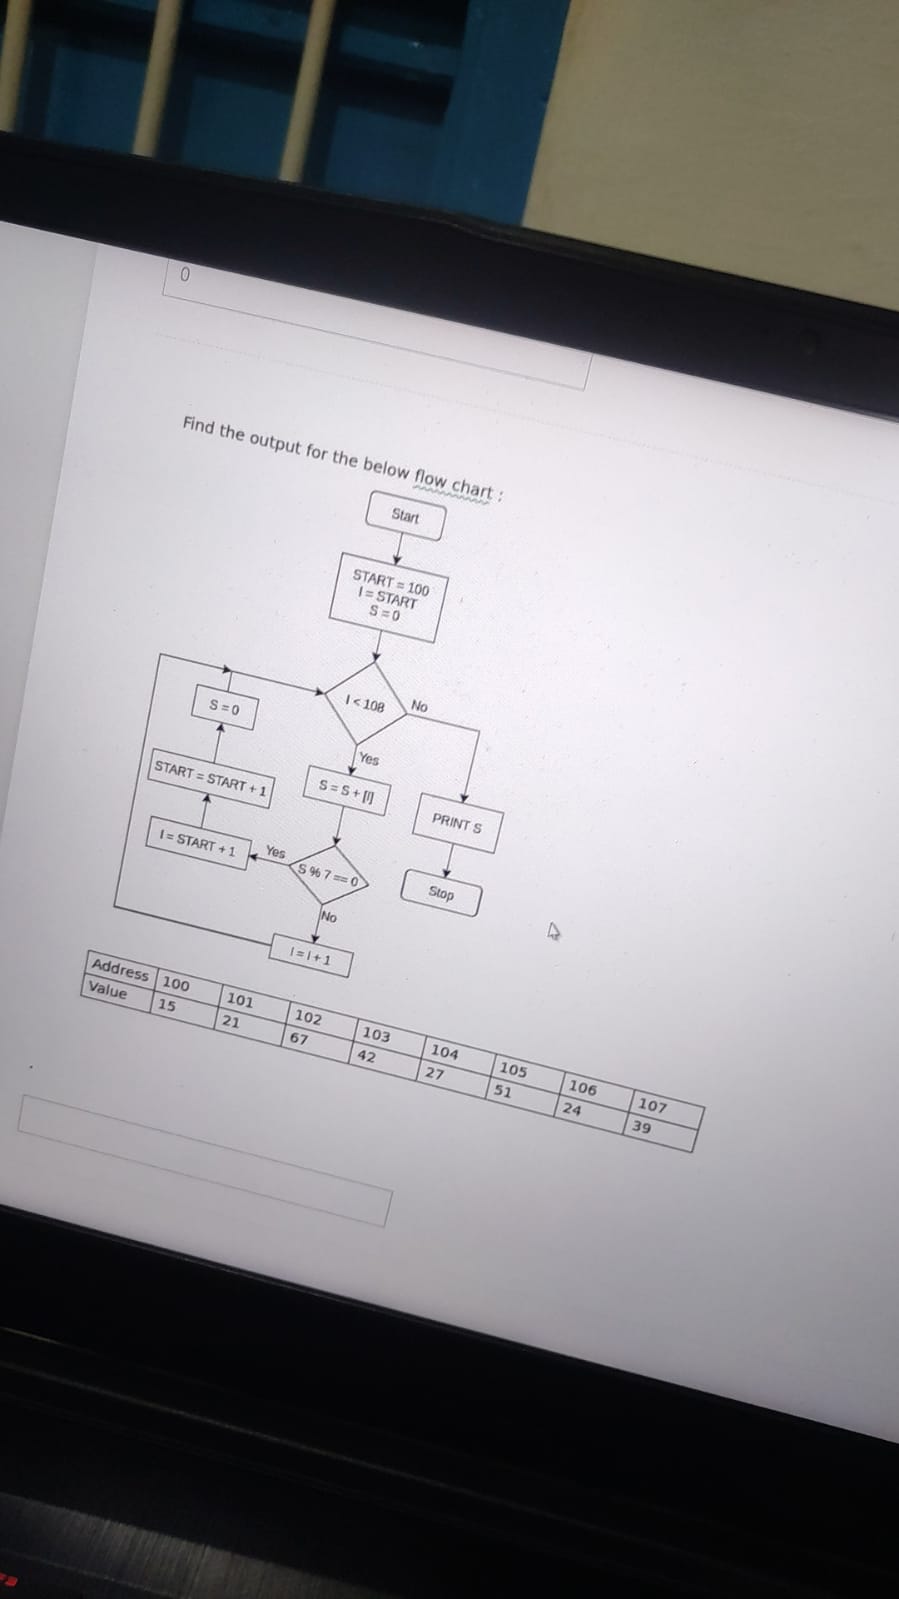 0
Find the output for the below flow chart :
Start
START = 100
I = START
S = 0
I < 108
No
Yes
S = 0
S = S + [I]
START = START + 1
PRINT S
I = START + 1
Yes
S % 7 == 0
Stop
No
I = I + 1
Address 100 101 102 103 104 105 106 107
Value 15 21 67 42 27 51 24 39